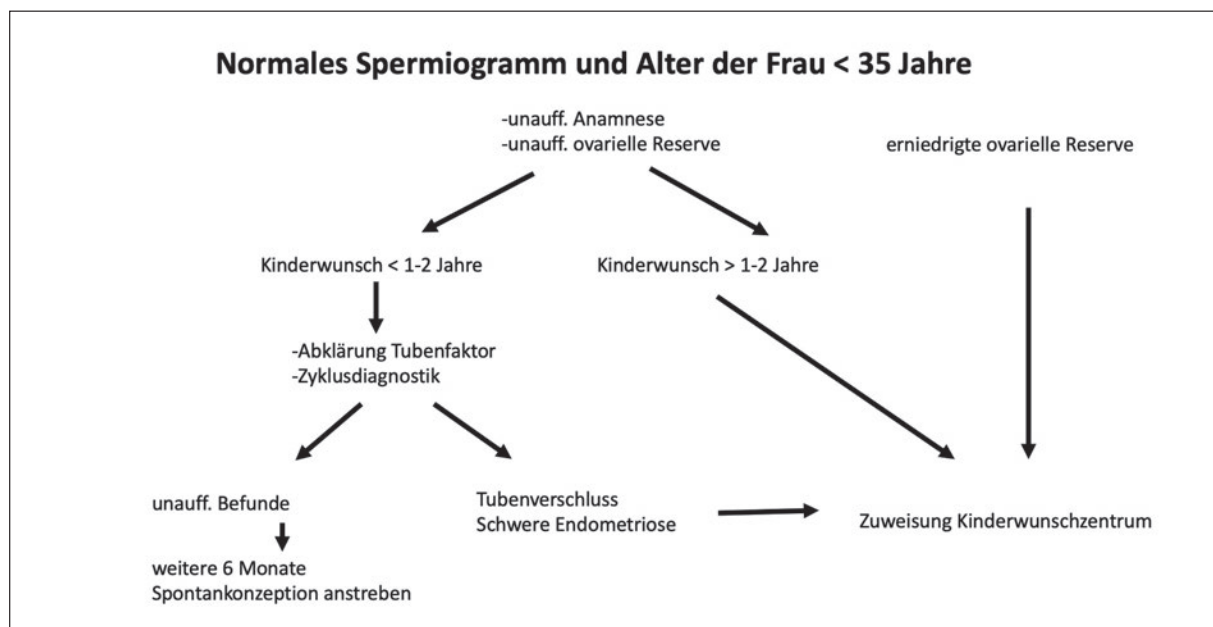 Normales Spermiogramm und Alter der Frau < 35 Jahre
-unauff. Anamnese
-unauff. ovarielle Reserve
erniedrigte ovarielle Reserve
Kinderwunsch < 1-2 Jahre
Kinderwunsch > 1-2 Jahre
-Abklärung Tubenfaktor
-Zyklusdiagnostik
unauff. Befunde
Tubenverschluss
Schwere Endometriose
Zuweisung Kinderwunschzentrum
weitere 6 Monate
Spontankonzeption anstreben